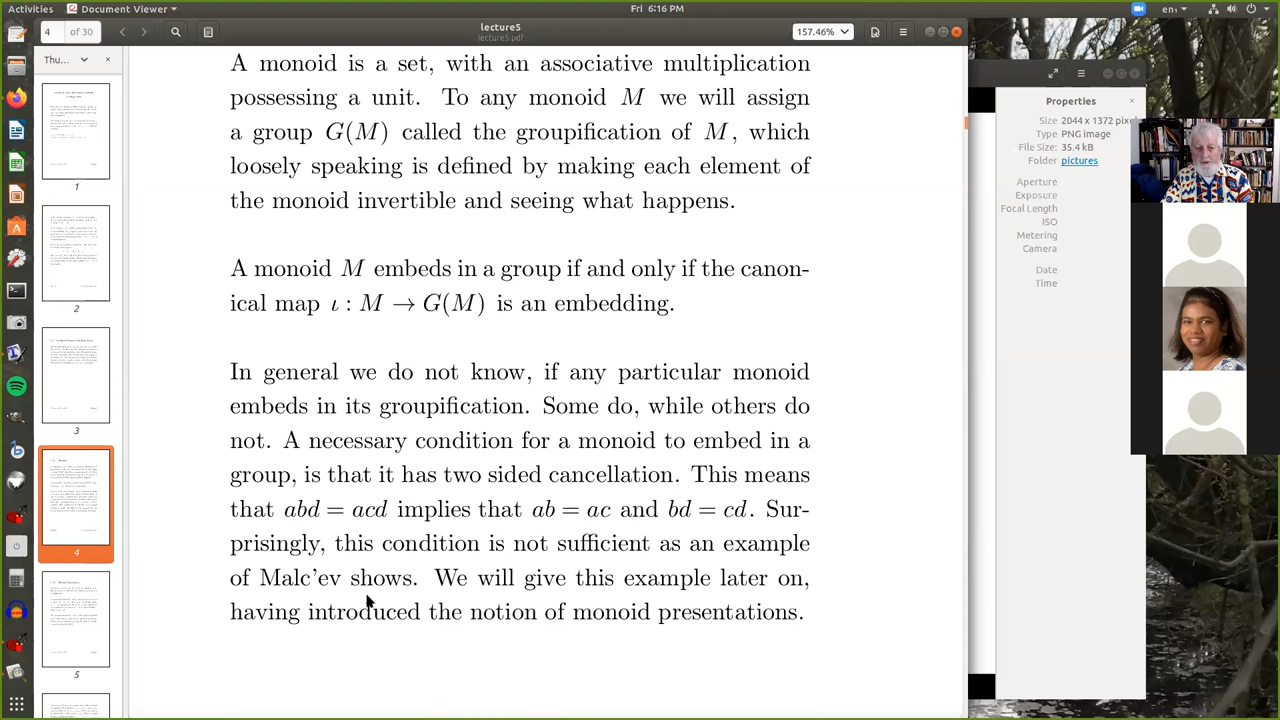 Activities
Document Viewer
Fri 6:16 PM
en
4
of 30
lecture5
lecture5.pdf
157.46%
Thu...
1
2
3
4
5
A monoid is a set, with an associative multiplication
possessing a unit. To any monoid M we will assign
a group G(M) called the groupification of M, which
loosely speaking is defined by making each element of
the monoid invertible and seeing what happens.
A monoid M embeds in a group if and only if the canon-
ical map ι : M → G(M) is an embedding.
In general we do not know, if any particular monoid
embeds in its groupification. Some do, while others do
not. A necessary condition for a monoid to embed in a
group, is that it has two sided cancellation. This means
that abd = acd implies that ab = ac and bd = cd. Sur-
prisingly, this condition is not sufficient as an example
of Malc'ev shows. We will give this example later on,
having introduced the notion of monoid presentations.
Properties
Size 2044 x 1372 pixel
Type PNG image
File Size: 35.4 kB
Folder pictures
Aperture
Exposure
Focal Length
ISO
Metering
Camera
Date
Time